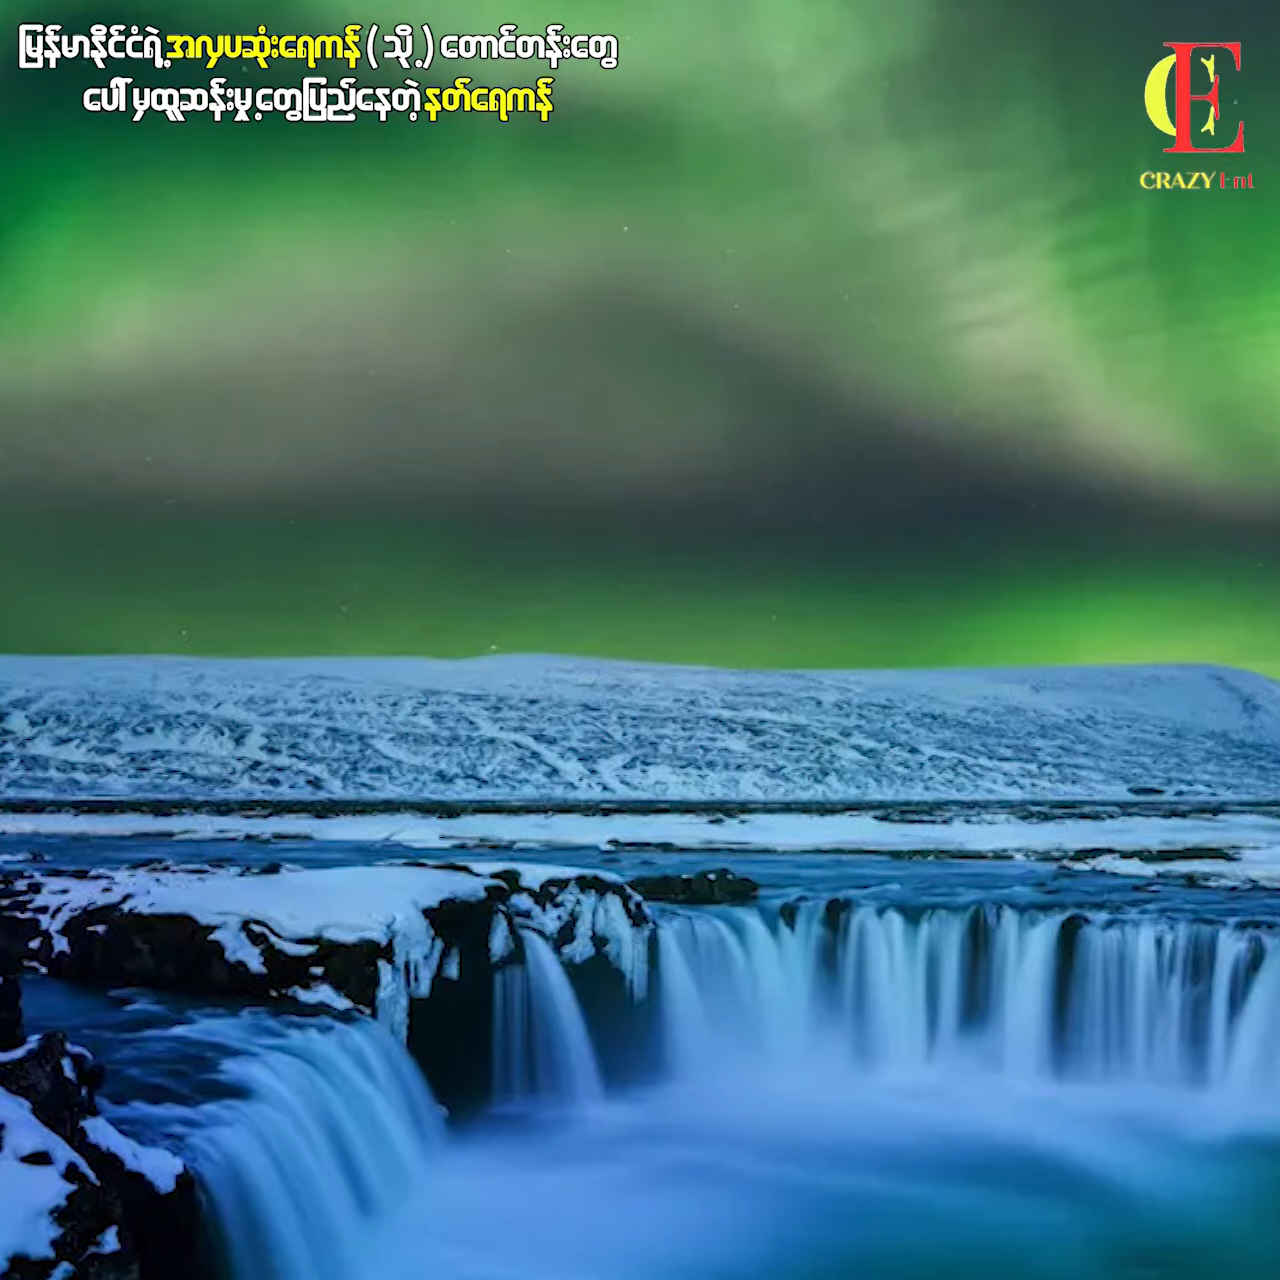 မြန်မာနိုင်ငံရဲ့အလှပဆုံးရေကန် ( သို့ ) တောင်တန်းတွေ
ပေါ်မှထူဆန်းမှု့တွေပြည်နေတဲ့နတ်ရေကန်
CE
CRAZY Ent